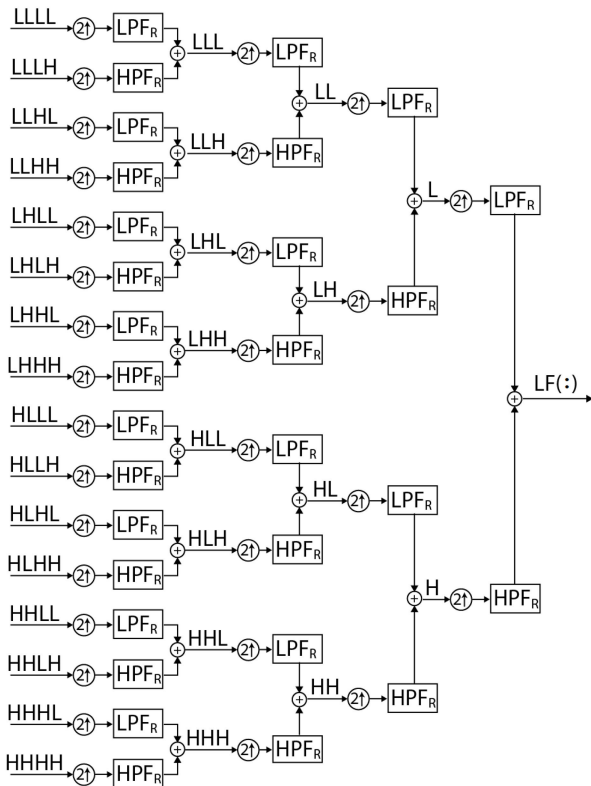 LLLL 2↑ LPF_R
LLL 2↑ LPF_R
LLLH 2↑ HPF_R
LL 2↑ LPF_R
LLHL 2↑ LPF_R
LLH 2↑ HPF_R
LLHH 2↑ HPF_R
L 2↑ LPF_R
LHLL 2↑ LPF_R
LHL 2↑ LPF_R
LHLH 2↑ HPF_R
LH 2↑ HPF_R
LHHL 2↑ LPF_R
LHH 2↑ HPF_R
LHHH 2↑ HPF_R
LF(:)
HLLL 2↑ LPF_R
HLL 2↑ LPF_R
HLLH 2↑ HPF_R
HL 2↑ LPF_R
HLHL 2↑ LPF_R
HLH 2↑ HPF_R
HLHH 2↑ HPF_R
H 2↑ HPF_R
HHLL 2↑ LPF_R
HHL 2↑ LPF_R
HHLH 2↑ HPF_R
HH 2↑ HPF_R
HHHL 2↑ LPF_R
HHH 2↑ HPF_R
HHHH 2↑ HPF_R